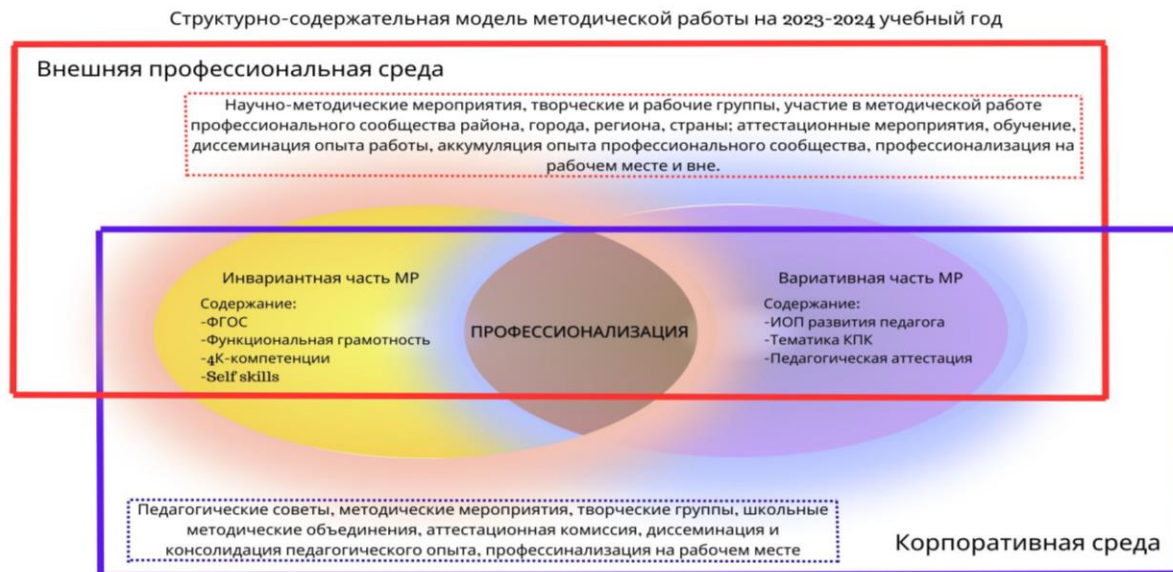 Структурно-содержательная модель методической работы на 2023-2024 учебный год
Внешняя профессиональная среда
Научно-методические мероприятия, творческие и рабочие группы, участие в методической работе
профессионального сообщества района, города, региона, страны; аттестационные мероприятия, обучение,
диссеминация опыта работы, аккумуляция опыта профессионального сообщества, профессионализация на
рабочем месте и вне.
Инвариантная часть МР
Содержание:
-ФГОС
-Функциональная грамотность
-4К-компетенции
-Self skills
ПРОФЕССИОНАЛИЗАЦИЯ
Вариативная часть МР
Содержание:
-ИОП развития педагога
-Тематика КПК
-Педагогическая аттестация
Педагогические советы, методические мероприятия, творческие группы, школьные
методические объединения, аттестационная комиссия, диссеминация и
консолидация педагогического опыта, профессинализация на рабочем месте
Корпоративная среда